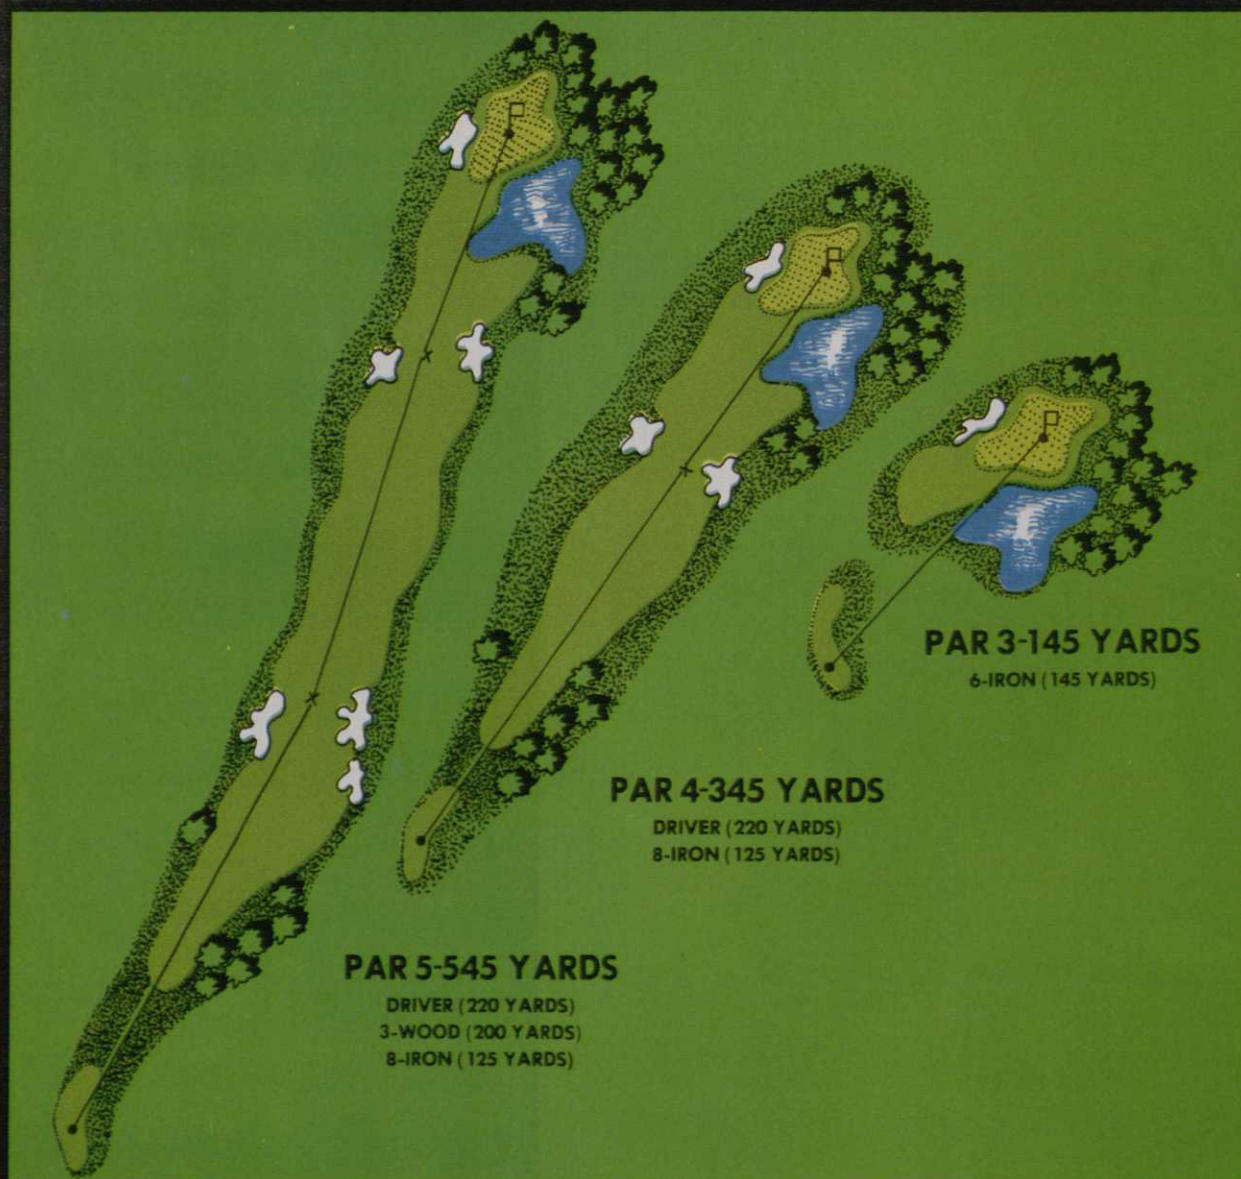 PAR 3-145 YARDS
6-IRON (145 YARDS)
PAR 4-345 YARDS
DRIVER (220 YARDS)
8-IRON (125 YARDS)
PAR 5-545 YARDS
DRIVER (220 YARDS)
3-WOOD (200 YARDS)
8-IRON (125 YARDS)